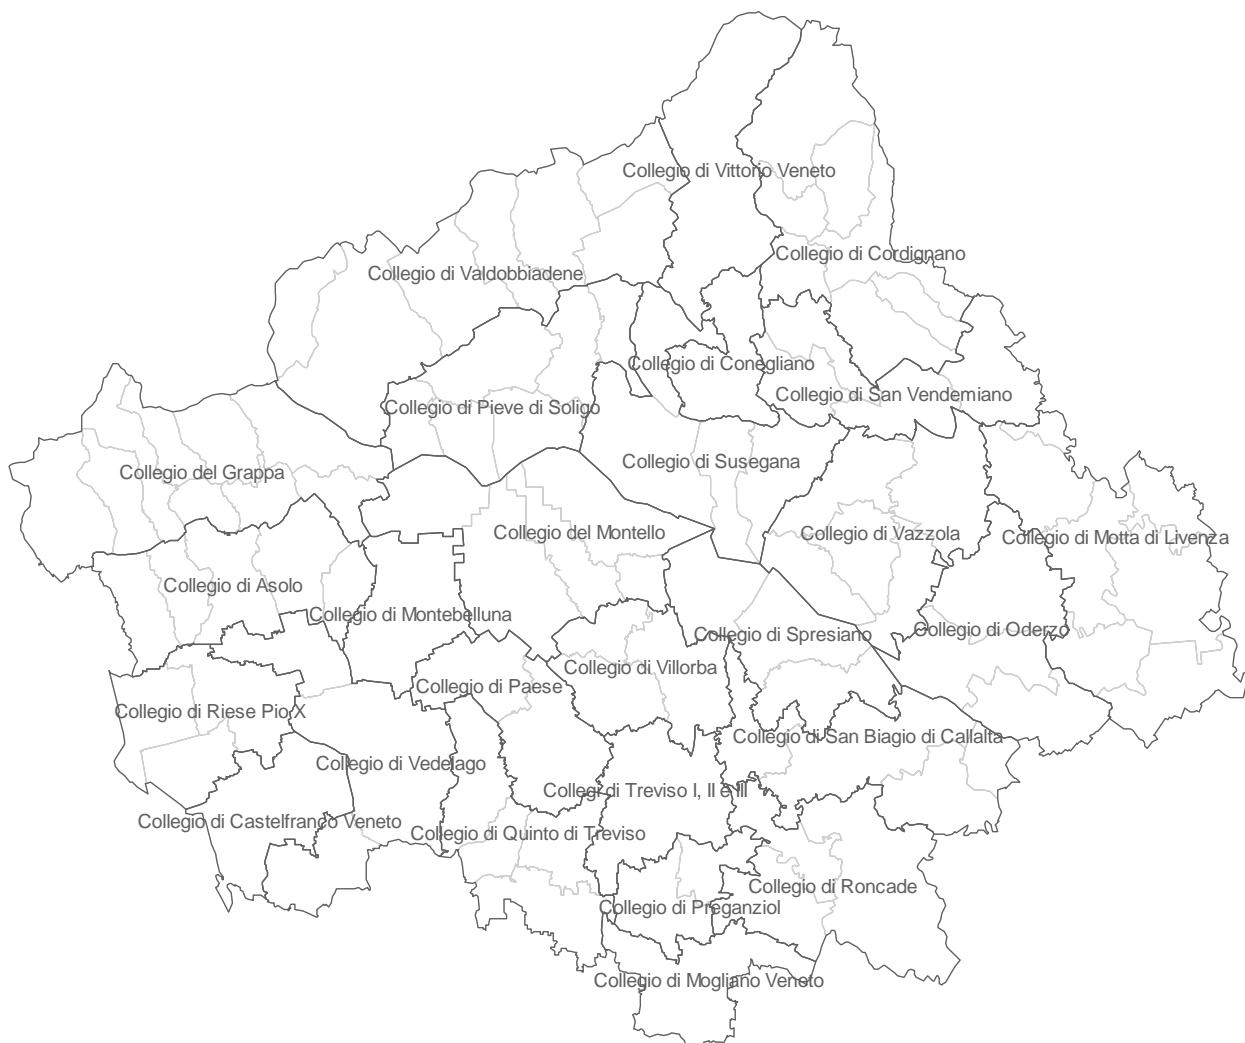 Collegio di Vittorio Veneto
Collegio di Cordignano
Collegio di Valdobbiadene
Collegio di Conegliano
Collegio di San Vendemiano
Collegio di Pieve di Soligo
Collegio di Susegana
Collegio del Grappa
Collegio del Montello
Collegio di Vazzola
Collegio di Motta di Livenza
Collegio di Asolo
Collegio di Montebelluna
Collegio di Spresiano
Collegio di Oderzo
Collegio di Villorba
Collegio di Paese
Collegio di Riese Pio X
Collegio di San Biagio di Callalta
Collegio di Vedelago
Collegi di Treviso I, II e III
Collegio di Castelfranco Veneto
Collegio di Quinto di Treviso
Collegio di Roncade
Collegio di Preganziol
Collegio di Mogliano Veneto